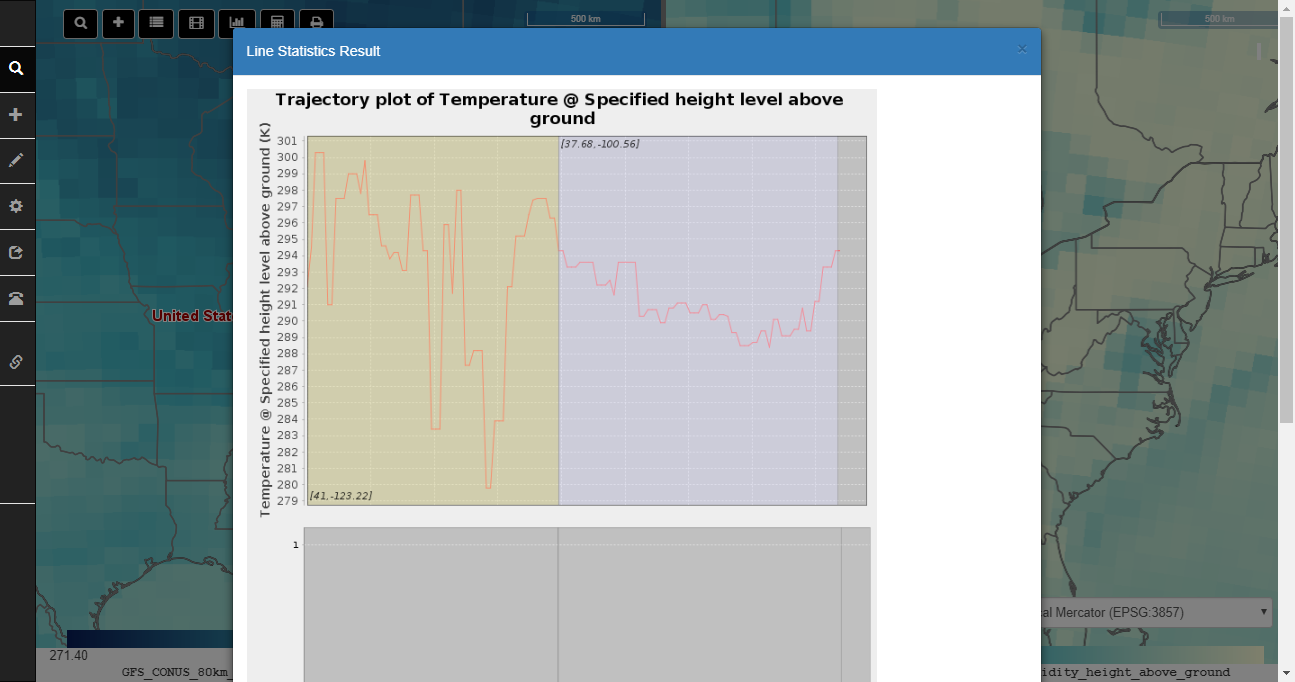 500 km
500 km
Line Statistics Result
×
Trajectory plot of Temperature @ Specified height level above
ground
Temperature @ Specified height level above ground (K)
301
300
299
298
297
296
295
294
293
292
291
290
289
288
287
286
285
284
283
282
281
280
279
[37.68,-100.56]
[41,-123.22]
1
United Stat
al Mercator (EPSG:3857)
271.40
GFS_CONUS_80km_
idity_height_above_ground